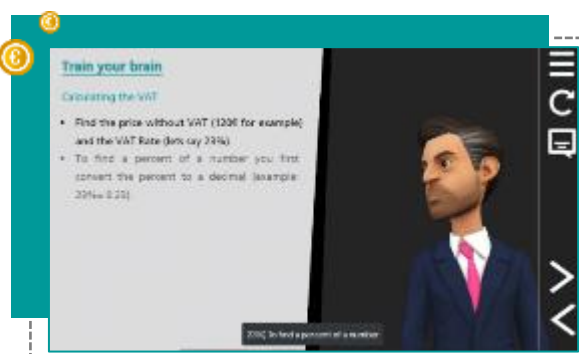 Train your brain
Calculating the VAT
• Find the price without VAT (120€ for example)
and the VAT Rate (lets say 23%)
• To find a percent of a number you first
convert the percent to a decimal (example:
23%= 0.23)
23%) To find a percent of a number